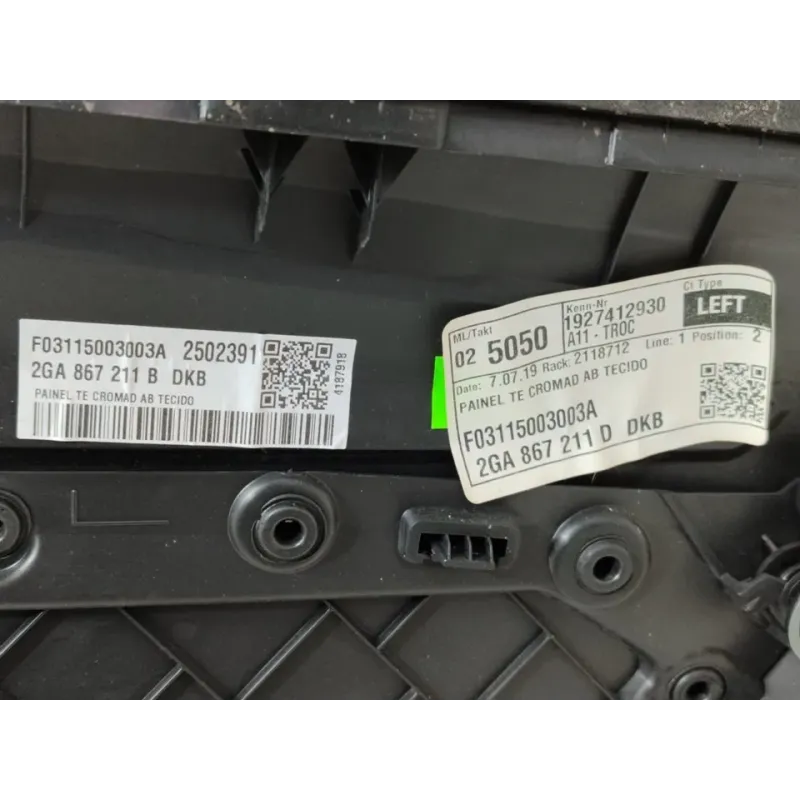 F03115003003A 2502391
2GA 867 211 B DKB
PAINEL TE CROMAD AB TECIDO
4187918
ML/Takt
02 5050
Kenn-Nr
1927412930
A11 - TROC
Ct Type
LEFT
Date: 7.07.19 Rack: 2118712 Line: 1 Position: 2
PAINEL TE CROMAD AB TECIDO
F03115003003A
2GA 867 211 D DKB
L